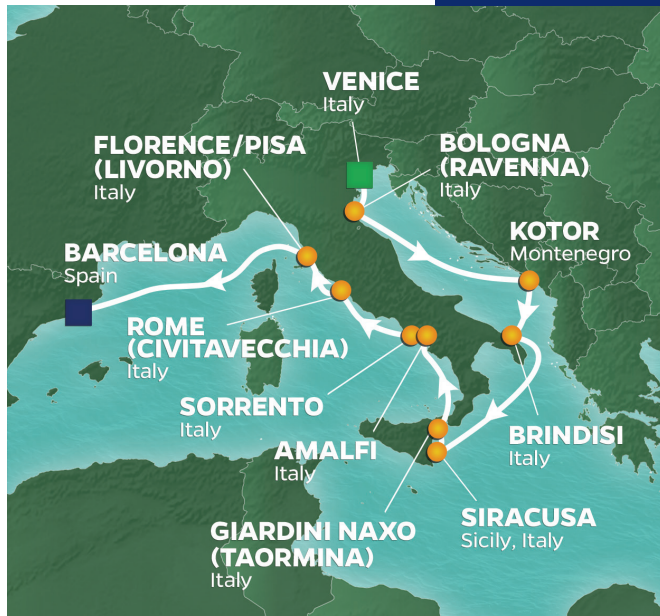 VENICE
Italy
FLORENCE/PISA
(LIVORNO)
Italy
BOLOGNA
(RAVENNA)
Italy
KOTOR
Montenegro
BARCELONA
Spain
ROME
(CIVITAVECCHIA)
Italy
SORRENTO
Italy
AMALFI
Italy
BRINDISI
Italy
GIARDINI NAXO
(TAORMINA)
Italy
SIRACUSA
Sicily, Italy